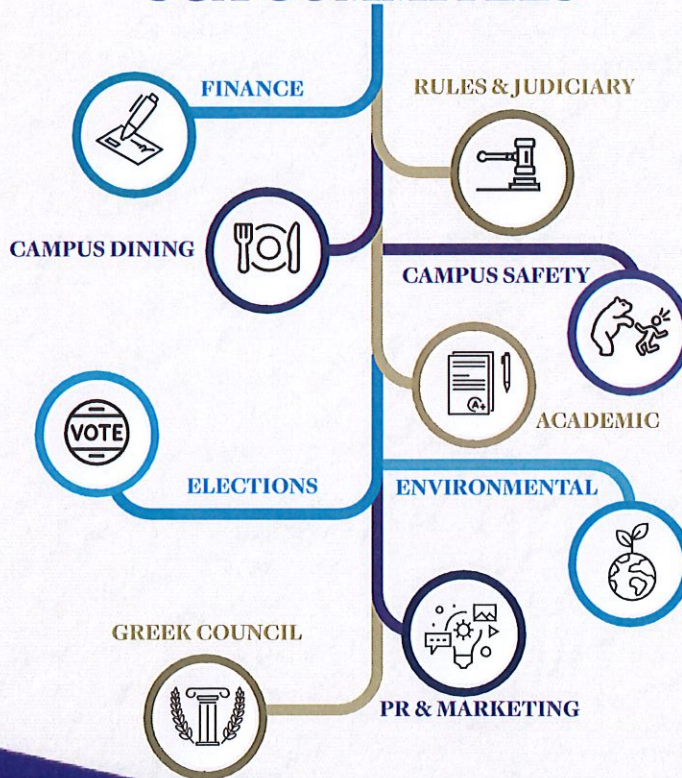 FINANCE
RULES & JUDICIARY
CAMPUS DINING
CAMPUS SAFETY
A+
ACADEMIC
VOTE
ELECTIONS
ENVIRONMENTAL
GREEK COUNCIL
PR & MARKETING